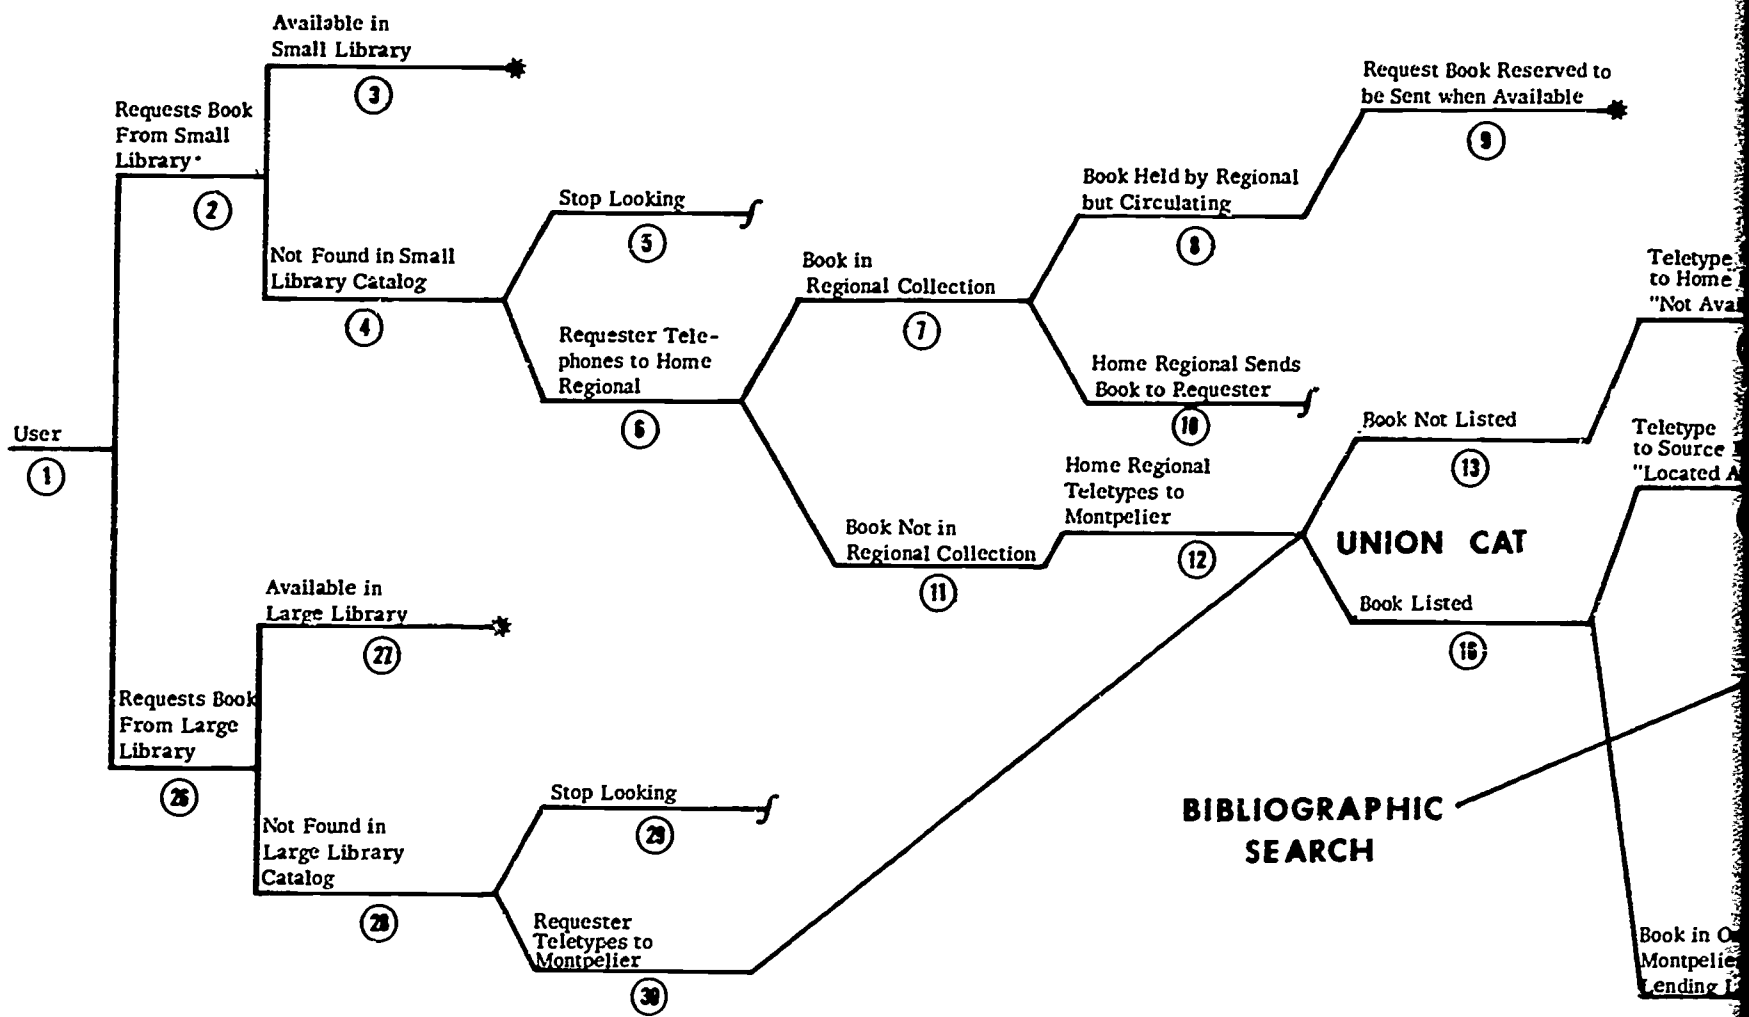 Available in
Small Library
3
Requests Book
From Small
Library
2
Not Found in Small
Library Catalog
4
Stop Looking
5
Requester Tele-
phones to Home
Regional
6
Book in
Regional Collection
7
Book Held by Regional
but Circulating
8
Request Book Reserved to
be Sent when Available
9
Home Regional Sends
Book to Requester
10
Book Not in
Regional Collection
11
Home Regional
Teletypes to
Montpelier
12
Book Not Listed
13
Teletype
to Home
"Not
UNION CAT
Book Listed
Teletype
to Source
"Located
Book in
Lending
BIBLIOGRAPHIC
SEARCH
User
1
Available in
Large Library
27
Requests Book
From Large
Library
26
Not Found in
Large Library
Catalog
28
Stop Looking
29
Requester
Teletypes to
Montpelier
30